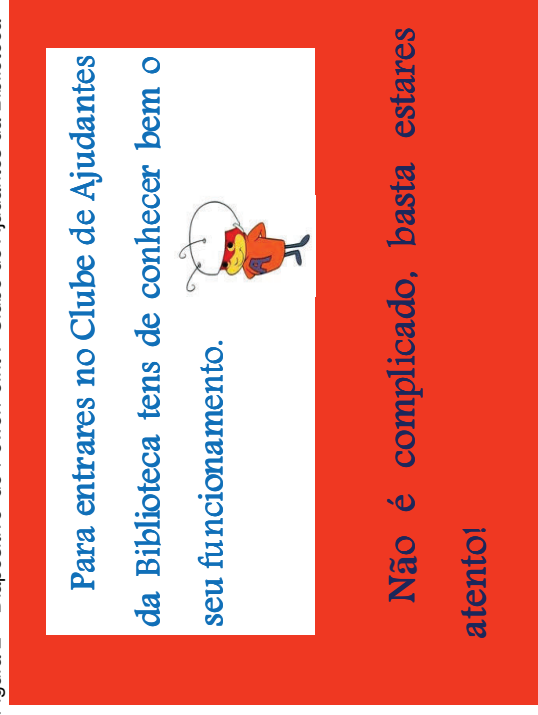 Para entrares no Clube de Ajudantes
da Biblioteca tens de conhecer bem o
seu funcionamento.
Não é complicado, basta estares
atento!